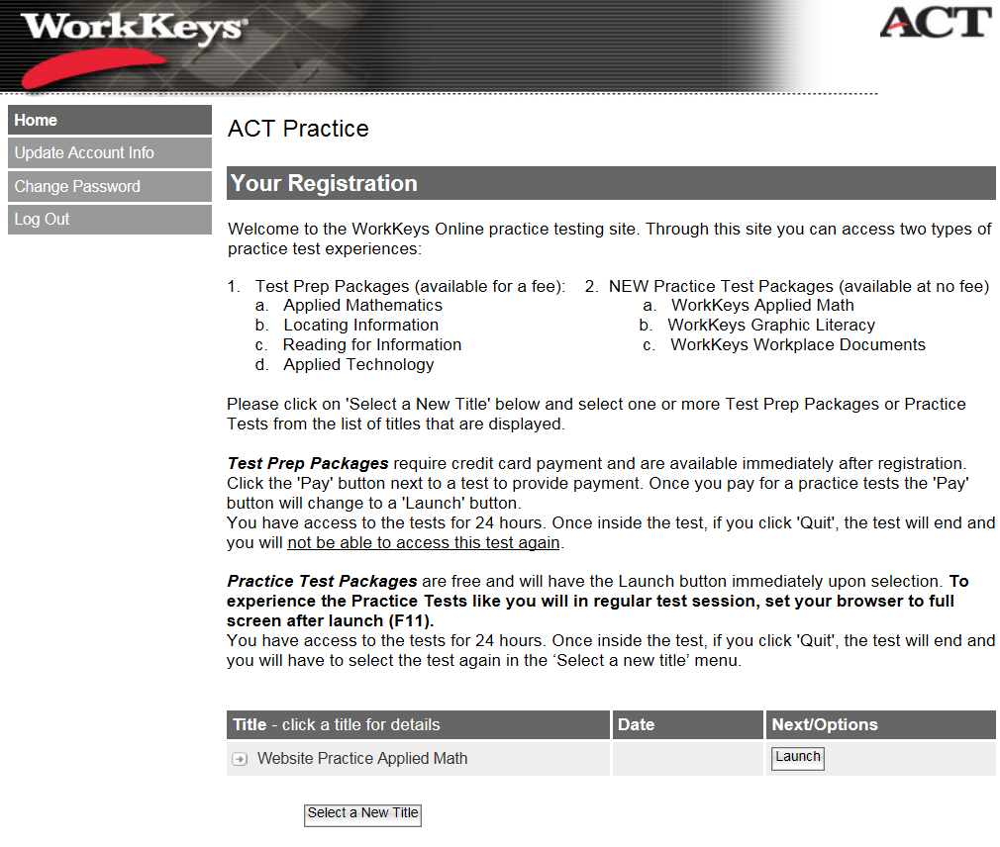 WorkKeys®
ACT
Home
Update Account Info
Change Password
Log Out
ACT Practice
Your Registration
Welcome to the WorkKeys Online practice testing site. Through this site you can access two types of
practice test experiences:
1. Test Prep Packages (available for a fee): 2. NEW Practice Test Packages (available at no fee)
a. Applied Mathematics a. WorkKeys Applied Math
b. Locating Information b. WorkKeys Graphic Literacy
c. Reading for Information c. WorkKeys Workplace Documents
d. Applied Technology
Please click on 'Select a New Title' below and select one or more Test Prep Packages or Practice
Tests from the list of titles that are displayed.
Test Prep Packages require credit card payment and are available immediately after registration.
Click the 'Pay' button next to a test to provide payment. Once you pay for a practice tests the 'Pay'
button will change to a 'Launch' button.
You have access to the tests for 24 hours. Once inside the test, if you click 'Quit', the test will end and
you will not be able to access this test again.
Practice Test Packages are free and will have the Launch button immediately upon selection. To
experience the Practice Tests like you will in regular test session, set your browser to full
screen after launch (F11).
You have access to the tests for 24 hours. Once inside the test, if you click 'Quit', the test will end and
you will have to select the test again in the ‘Select a new title’ menu.
Title - click a title for details Date Next/Options
Website Practice Applied Math Launch
Select a New Title